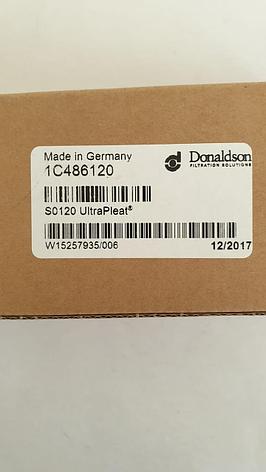 Made in Germany
1C486120
Donaldson
FILTRATION SOLUTIONS
S0120 UltraPleat®
W15257935/006
12/2017